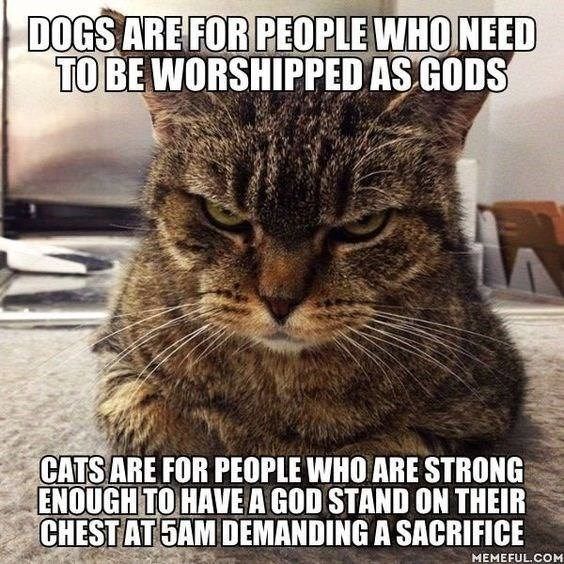 DOGS ARE FOR PEOPLE WHO NEED
TO BE WORSHIPPED AS GODS
CATS ARE FOR PEOPLE WHO ARE STRONG
ENOUGH TO HAVE A GOD STAND ON THEIR
CHEST AT 5AM DEMANDING A SACRIFICE
MEMEFUL.COM